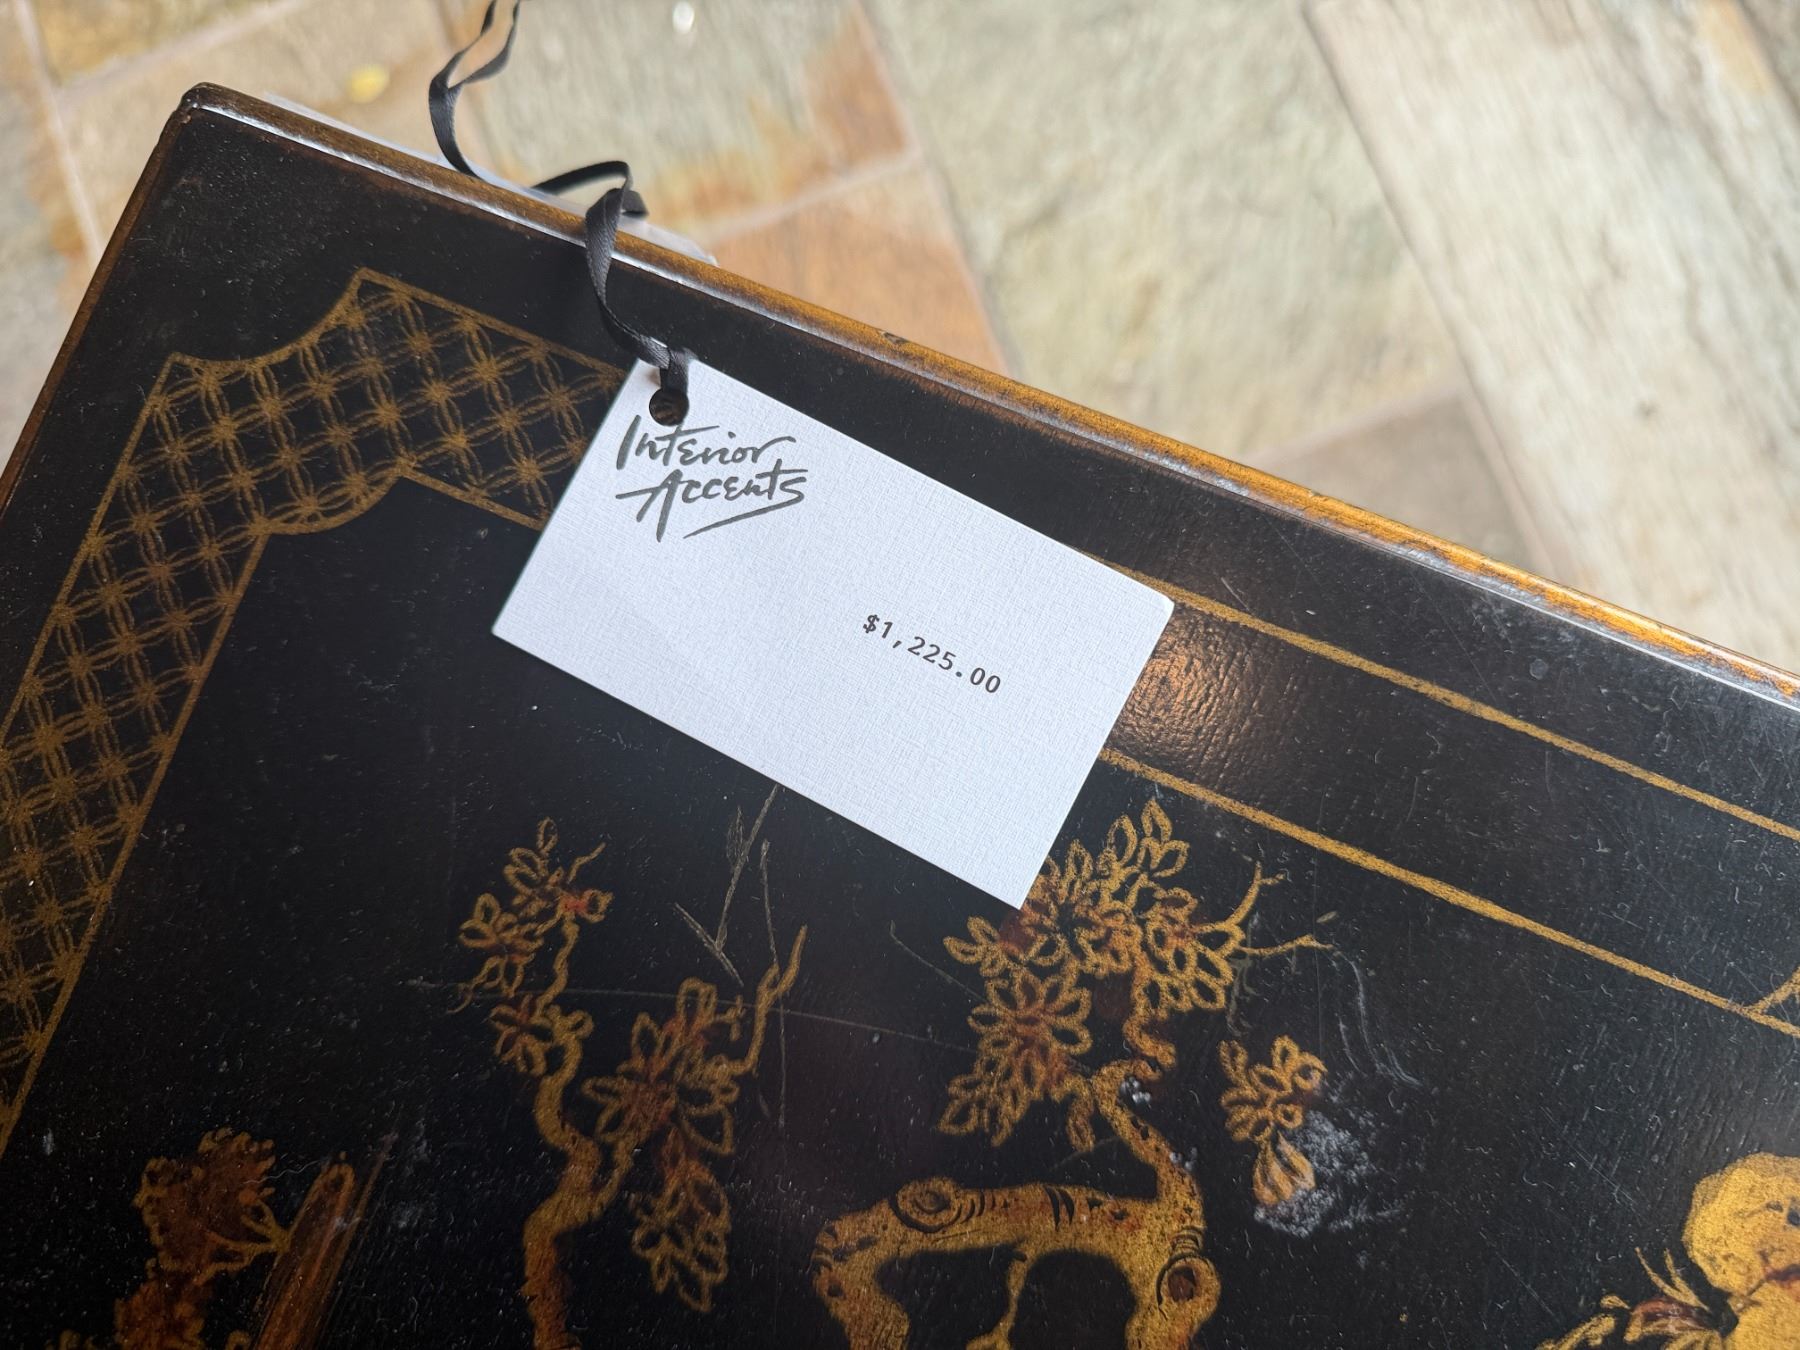 Interior
Accents
$1,225.00